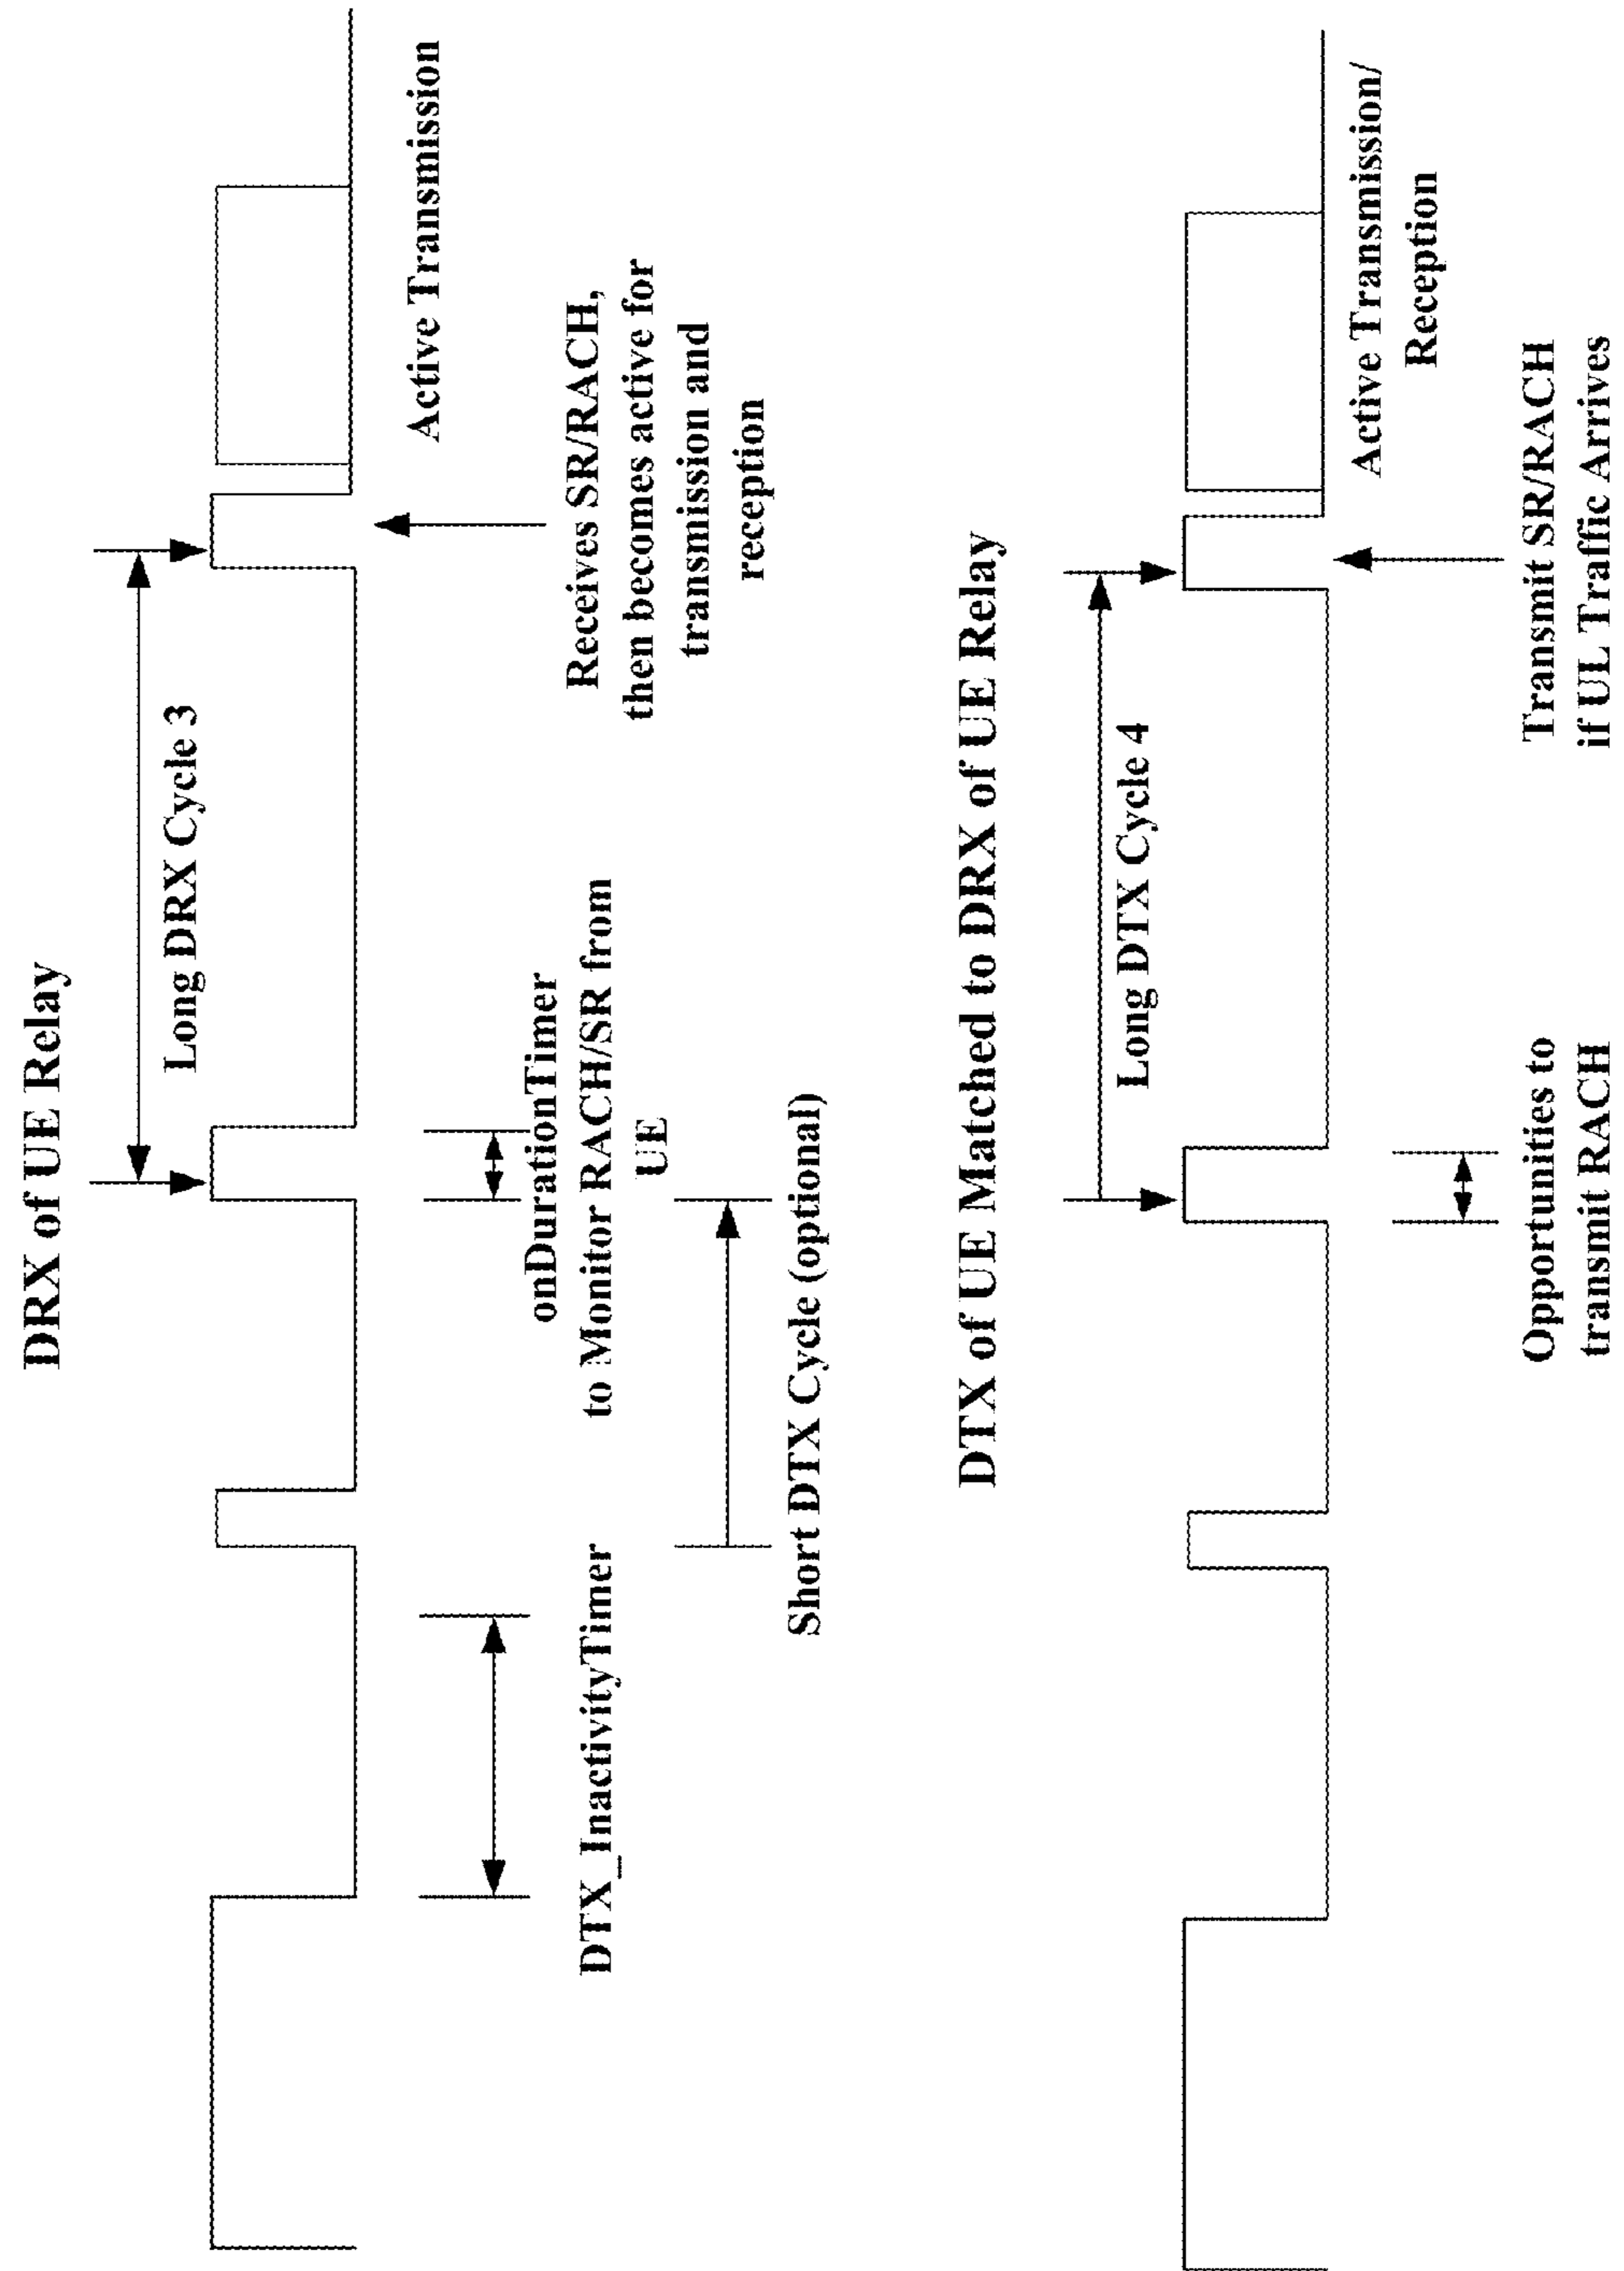 DRX of UE Relay
Long DRX Cycle 3
Active Transmission
DTX_InactivityTimer
onDurationTimer
to Monitor RACH/SR from
UE
Receives SR/RACH,
then becomes active for
transmission and
reception
Short DTX Cycle (optional)
DTX of UE Matched to DRX of UE Relay
Long DTX Cycle 4
Active Transmission/
Reception
Opportunities to
transmit RACH
Transmit SR/RACH
if UL Traffic Arrives